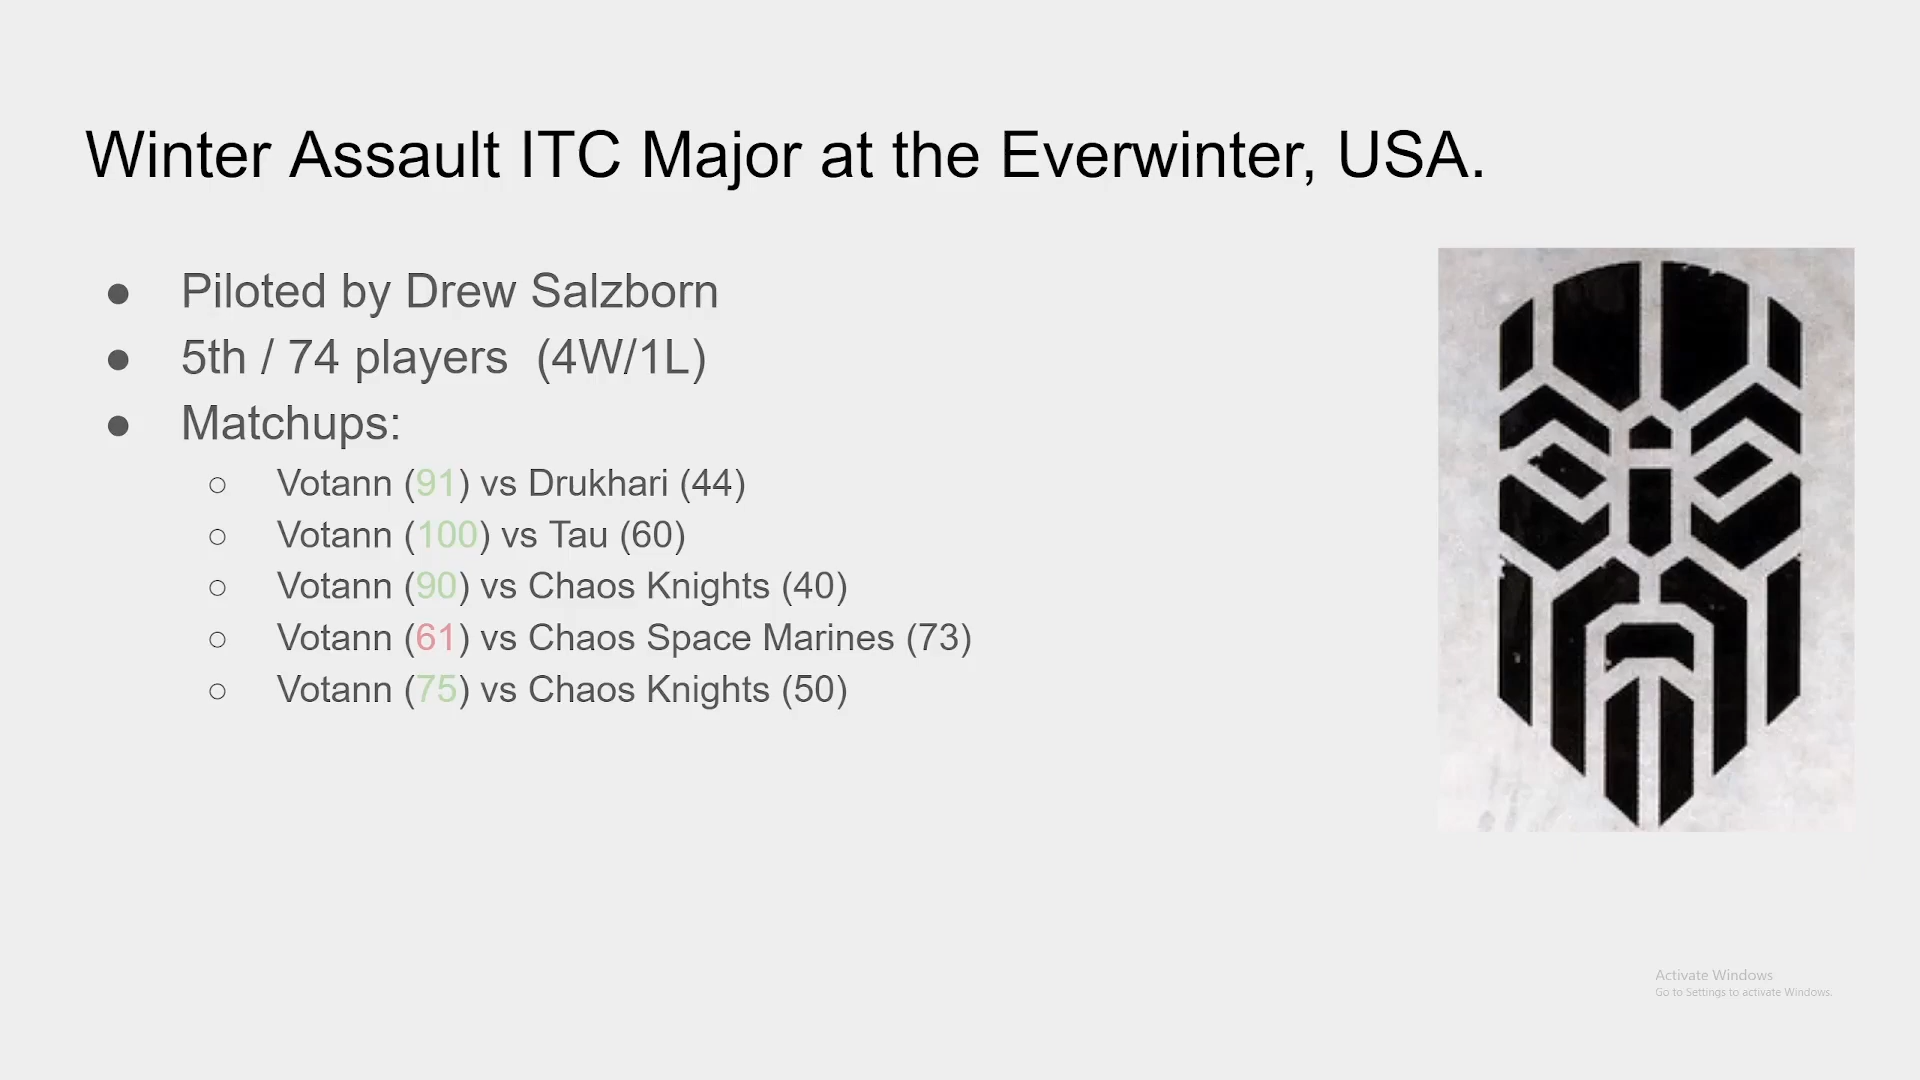 Winter Assault ITC Major at the Everwinter, USA.
● Piloted by Drew Salzborn
● 5th / 74 players (4W/1L)
● Matchups:
○ Votann (91) vs Drukhari (44)
○ Votann (100) vs Tau (60)
○ Votann (90) vs Chaos Knights (40)
○ Votann (61) vs Chaos Space Marines (73)
○ Votann (75) vs Chaos Knights (50)
Activate Windows
Go to Settings to activate Windows.